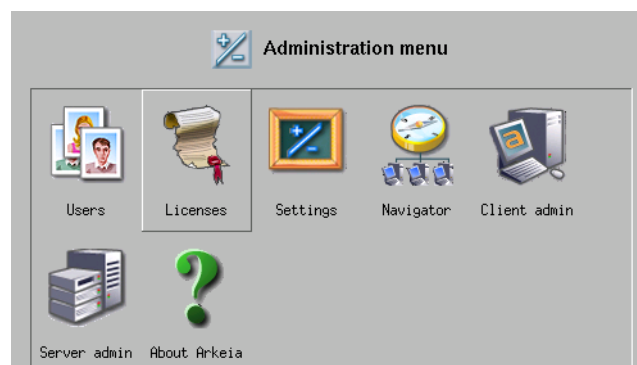 Administration menu
Users Licenses Settings Navigator Client admin
a
Server admin About Arkeia